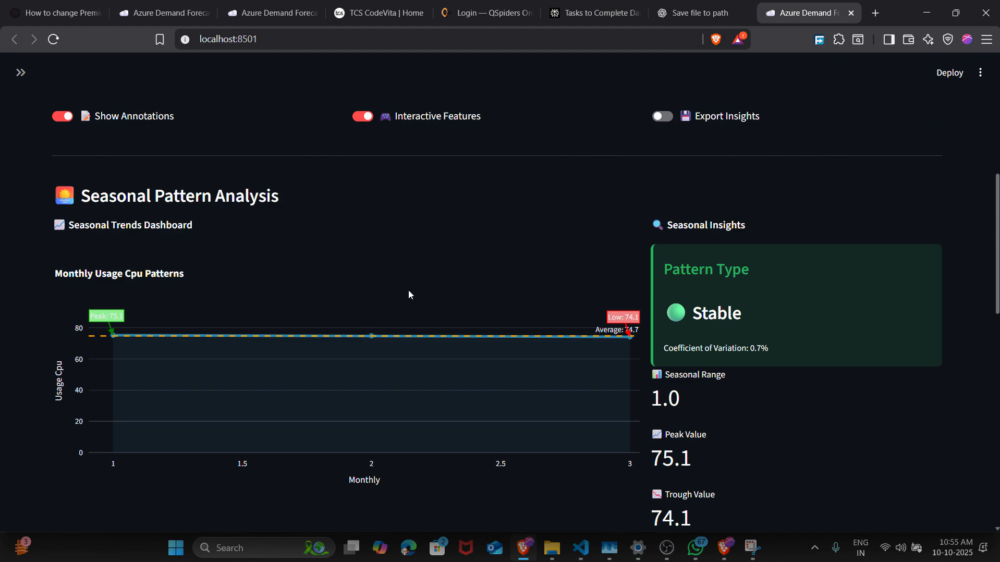 How to change Premi
Azure Demand Foreca
Azure Demand Foreca
tcs TCS CodeVita | Home
Login — QSpiders On
Tasks to Complete Da
Save file to path
Azure Demand Fo
localhost:8501
1
Deploy
Show Annotations
Interactive Features
Export Insights
Seasonal Pattern Analysis
Seasonal Trends Dashboard
Seasonal Insights
Monthly Usage Cpu Patterns
Pattern Type
Stable
Coefficient of Variation: 0.7%
Peak: 75.1
Low: 74.1
Average: 74.7
80
60
40
20
0
Usage Cpu
1
1.5
2
2.5
3
Monthly
Seasonal Range
1.0
Peak Value
75.1
Trough Value
74.1
3
Search
2
67
ENG
IN
10:55 AM
10-10-2025